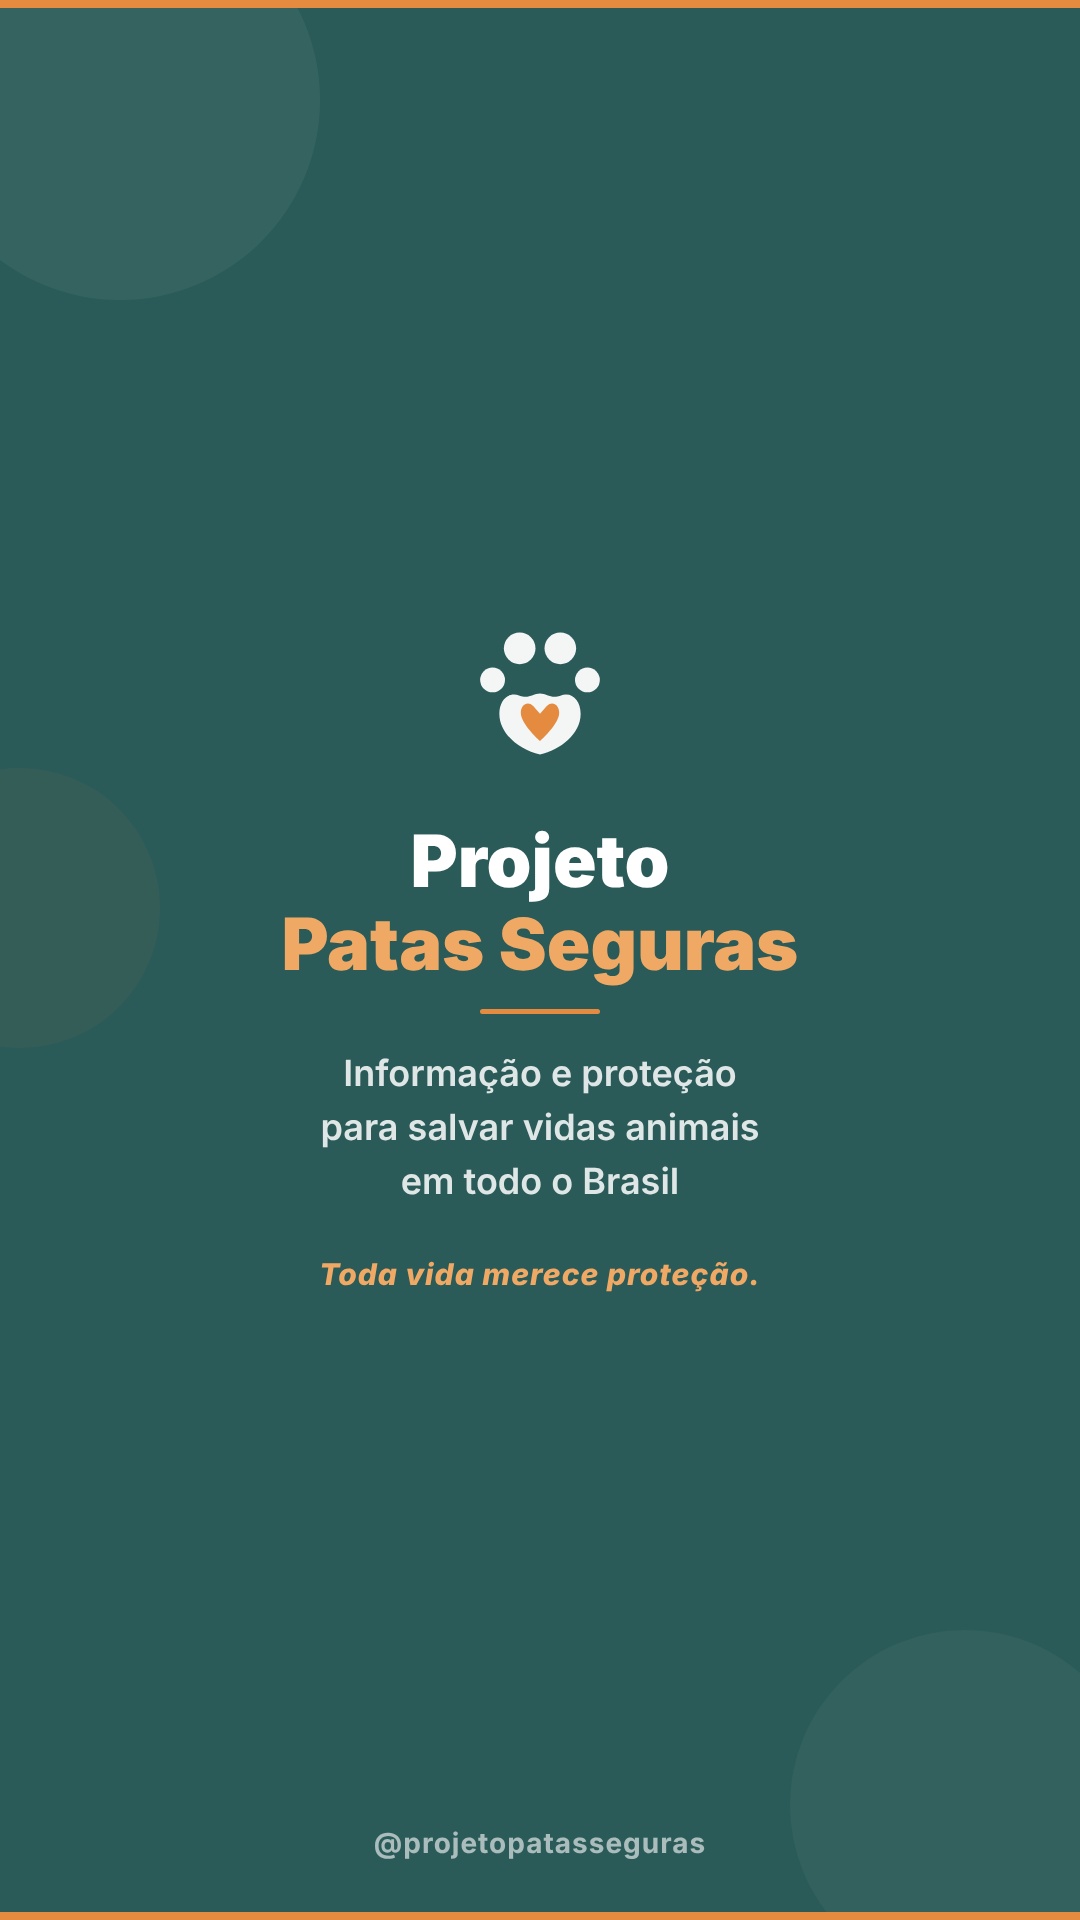 Projeto
Patas Seguras
Informação e proteção
para salvar vidas animais
em todo o Brasil
Toda vida merece proteção.
@projetopatasseguras